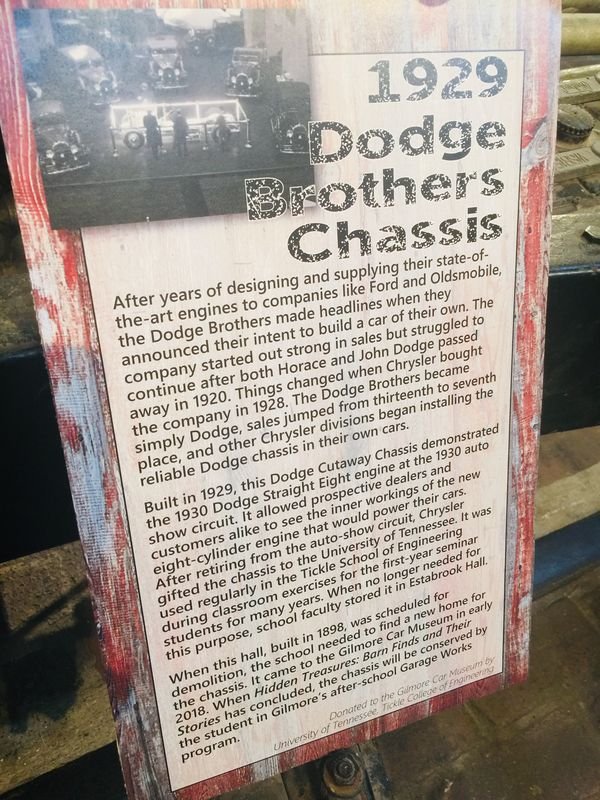 1929
Dodge
Brothers
Chassis
After years of designing and supplying their state-of-
the-art engines to companies like Ford and Oldsmobile,
the Dodge Brothers made headlines when they
announced their intent to build a car of their own. The
company started out strong in sales but struggled to
continue after both Horace and John Dodge passed
away in 1920. Things changed when Chrysler bought
the company in 1928. The Dodge Brothers became
simply Dodge, sales jumped from thirteenth to seventh
place, and other Chrysler divisions began installing the
reliable Dodge chassis in their own cars.
Built in 1929, this Dodge Cutaway Chassis demonstrated
the 1930 Dodge Straight Eight engine at the 1930 auto
show circuit. It allowed prospective dealers and
customers alike to see the inner workings of the new
eight-cylinder engine that would power their cars.
After retiring from the auto-show circuit, Chrysler
gifted the chassis to the University of Tennessee. It was
used regularly in the Tickle School of Engineering
during classroom exercises for the first-year seminar
students for many years. When no longer needed for
this purpose, school faculty stored it in Estabrook Hall.
When this hall, built in 1898, was scheduled for
demolition, the school needed to find a new home for
the chassis. It came to the Gilmore Car Museum in early
2018. When Hidden Treasures: Barn Finds and Their
Stories has concluded, the chassis will be conserved by
the student in Gilmore's after-school Garage Works
program.
Donated to the Gilmore Car Museum by
University of Tennessee, Tickle College of Engineering